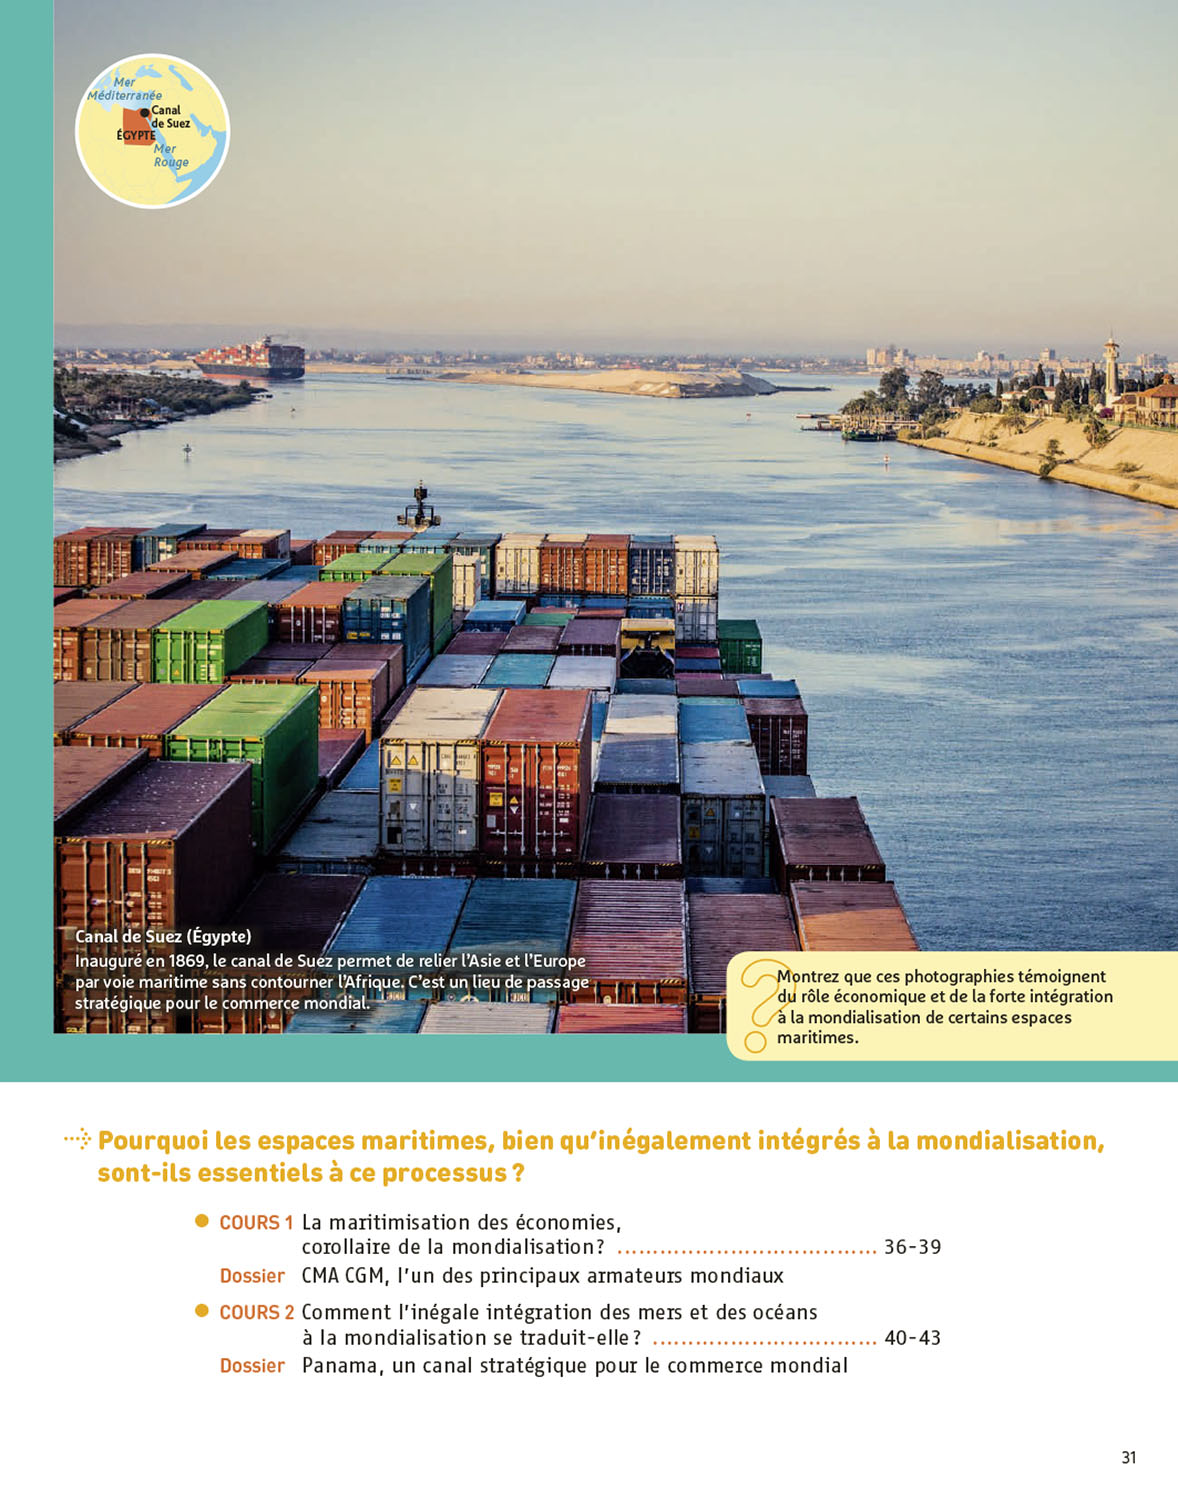 Mer
Méditerranée
Canal
de Suez
ÉGYPTE
Mer
Rouge
Canal de Suez (Égypte)
Inauguré en 1869, le canal de Suez permet de relier l’Asie et l’Europe
par voie maritime sans contourner l’Afrique. C’est un lieu de passage
stratégique pour le commerce mondial.
?
Montrez que ces photographies témoignent
du rôle économique et de la forte intégration
à la mondialisation de certains espaces
maritimes.
Pourquoi les espaces maritimes, bien qu’inégalement intégrés à la mondialisation,
sont-ils essentiels à ce processus ?
COURS 1 La maritimisation des économies,
corollaire de la mondialisation ? ..................................... 36-39
Dossier CMA CGM, l’un des principaux armateurs mondiaux
COURS 2 Comment l’inégale intégration des mers et des océans
à la mondialisation se traduit-elle ? ................................ 40-43
Dossier Panama, un canal stratégique pour le commerce mondial
31